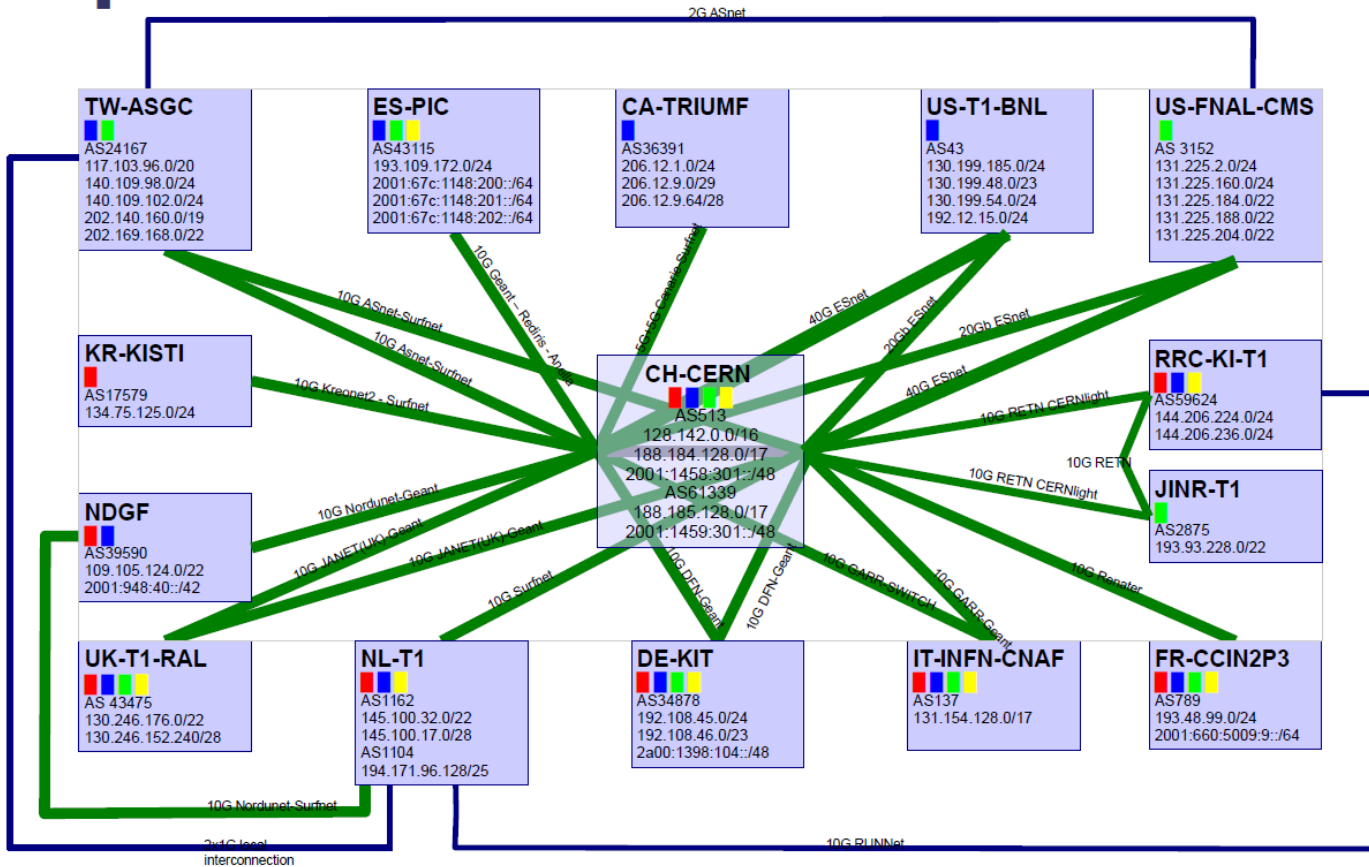 2G ASnet
TW-ASGC
AS24167
117.103.96.0/20
140.109.98.0/24
140.109.102.0/24
202.140.160.0/19
202.169.168.0/22
ES-PIC
AS43115
193.109.172.0/24
2001:67c:1148:200::/64
2001:67c:1148:201::/64
2001:67c:1148:202::/64
CA-TRIUMF
AS36391
206.12.1.0/24
206.12.9.0/29
206.12.9.64/28
US-T1-BNL
AS43
130.199.185.0/24
130.199.48.0/23
130.199.54.0/24
192.12.15.0/24
US-FNAL-CMS
AS 3152
131.225.2.0/24
131.225.160.0/24
131.225.184.0/22
131.225.188.0/22
131.225.204.0/22
10G ASnet-Surfnet
10G Asnet-Surfnet
10G Geant – Rediris - Anella
5G+5G Canarie-Surfnet
40G ESnet
20Gb ESnet
20Gb ESnet
40G ESnet
KR-KISTI
AS17579
134.75.125.0/24
10G Kreonet2 - Surfnet
CH-CERN
AS513
128.142.0.0/16
188.184.128.0/17
2001:1458:301::/48
AS61339
188.185.128.0/17
2001:1459:301::/48
RRC-KI-T1
AS59624
144.206.224.0/24
144.206.236.0/24
10G RETN CERNlight
10G RETN
10G RETN CERNlight
JINR-T1
AS2875
193.93.228.0/22
NDGF
AS39590
109.105.124.0/22
2001:948:40::/42
10G Nordunet-Geant
10G JANET(UK)-Geant
10G JANET(UK)-Geant
10G Surfnet
10G DFN-Geant
10G DFN-Geant
10G GARR-SWITCH
10G GARR-Geant
10G Renater
UK-T1-RAL
AS 43475
130.246.176.0/22
130.246.152.240/28
NL-T1
AS1162
145.100.32.0/22
145.100.17.0/28
AS1104
194.171.96.128/25
DE-KIT
AS34878
192.108.45.0/24
192.108.46.0/23
2a00:1398:104::/48
IT-INFN-CNAF
AS137
131.154.128.0/17
FR-CCIN2P3
AS789
193.48.99.0/24
2001:660:5009:9::/64
10G Nordunet-Surfnet
2x1G local
interconnection
10G RUNNet